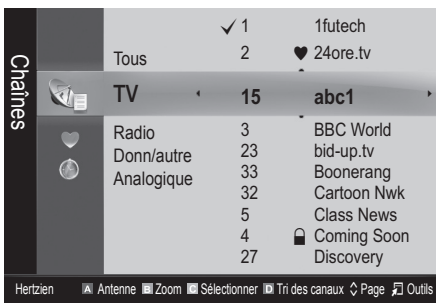 Chaînes
✓ 1 1futech
Tous 2 ♥ 24ore.tv
TV 15 abc1
Radio 3 BBC World
Donn/autre 23 bid-up.tv
Analogique 33 Boonerang
32 Cartoon Nwk
5 Class News
4 Coming Soon
27 Discovery
Hertzien A Antenne B Zoom C Sélectionner D Tri des canaux Page Outils